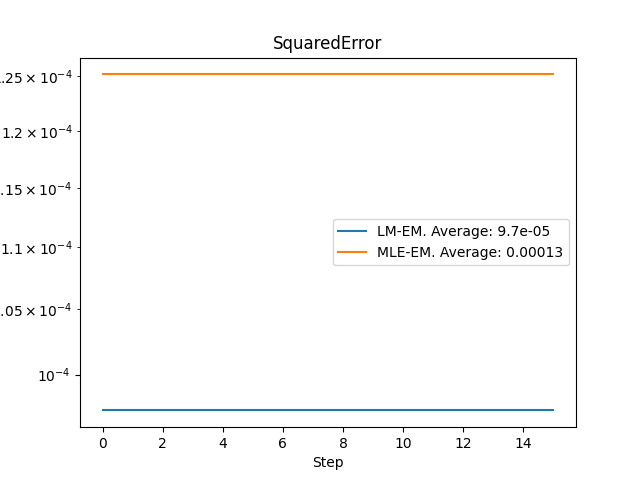 SquaredError
.25 × 10⁻⁴
1.2 × 10⁻⁴
.15 × 10⁻⁴
1.1 × 10⁻⁴
.05 × 10⁻⁴
10⁻⁴
LM-EM. Average: 9.7e-05
MLE-EM. Average: 0.00013
0 2 4 6 8 10 12 14
Step